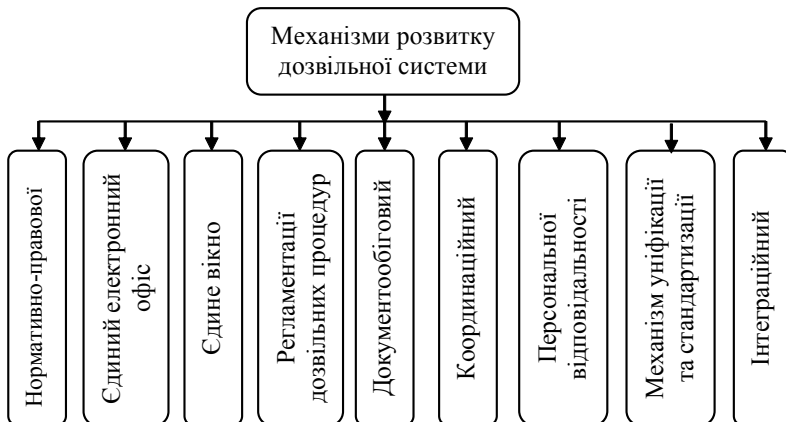 Механізми розвитку
дозвільної системи
Нормативно-правової
Єдиний електронний
офіс
Єдине вікно
Регламентації
дозвільних процедур
Документообіговий
Координаційний
Персональної
відповідальності
Механізм уніфікації
та стандартизації
Інтеграційний